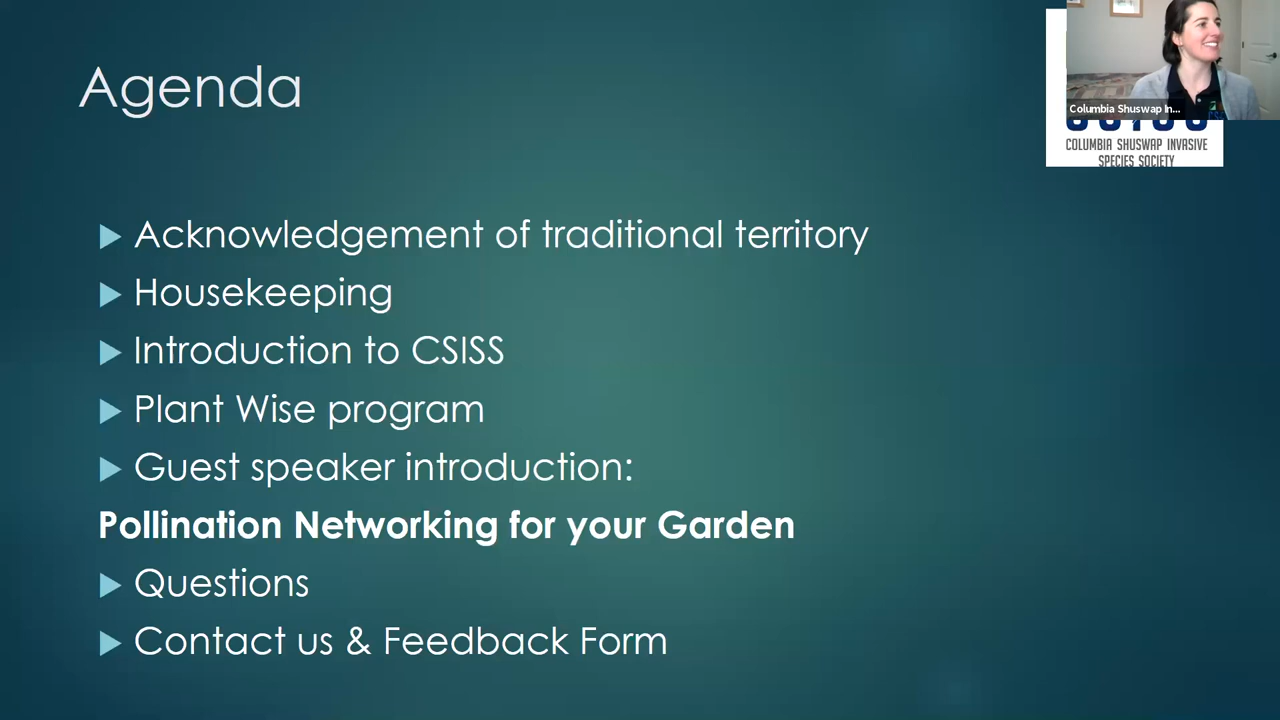 Agenda
Columbia Shuswap In...
COLUMBIA SHUSWAP INVASIVE
SPECIES SOCIETY
Acknowledgement of traditional territory
Housekeeping
Introduction to CSISS
Plant Wise program
Guest speaker introduction:
Pollination Networking for your Garden
Questions
Contact us & Feedback Form